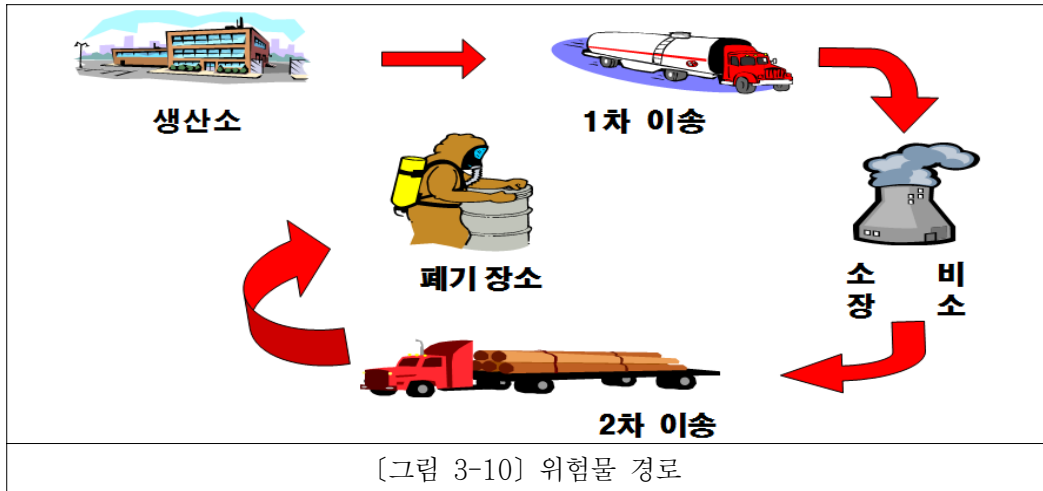 생산소
1차 이송
폐기 장소
소 비
장 소
2차 이송
〔그림 3-10〕 위험물 경로